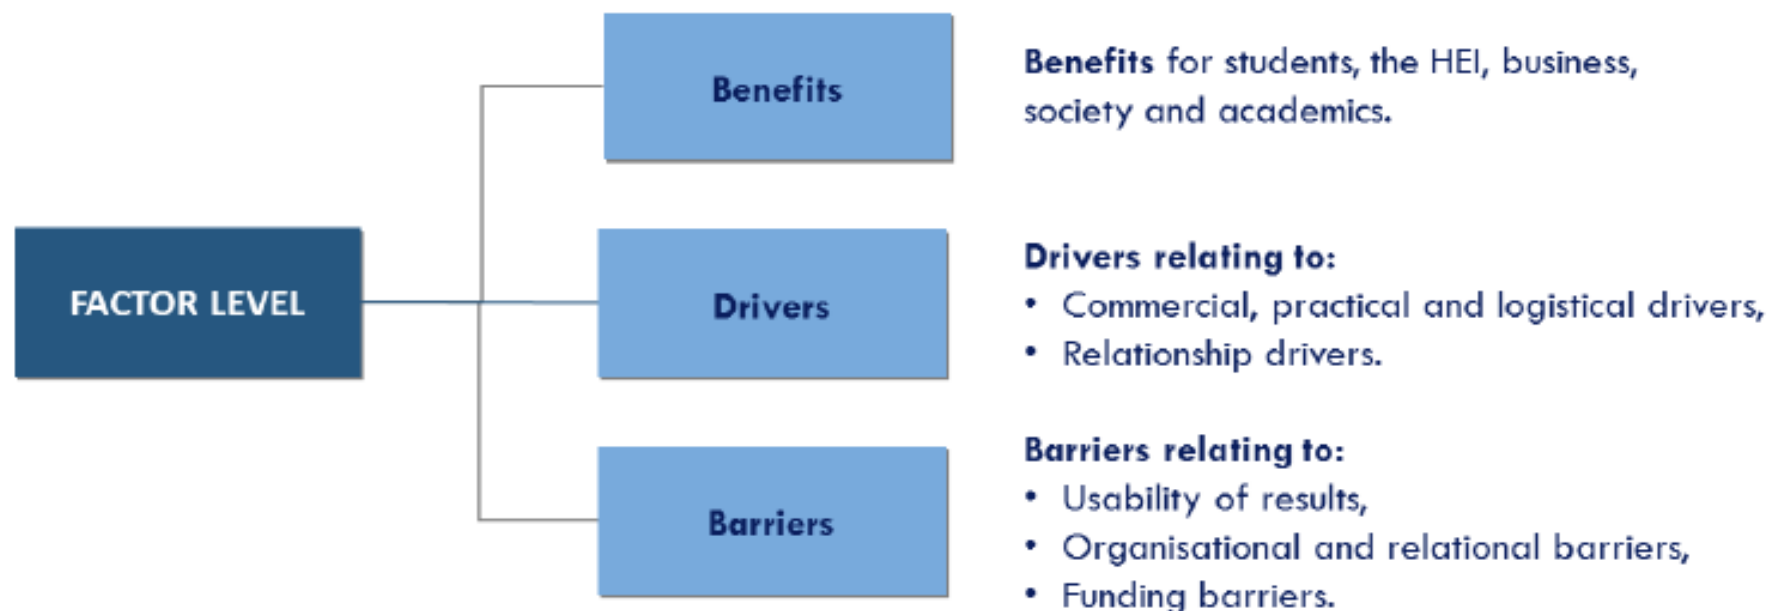 Benefits
Benefits for students, the HEI, business,
society and academics.
FACTOR LEVEL
Drivers
Drivers relating to:
• Commercial, practical and logistical drivers,
• Relationship drivers.
Barriers
Barriers relating to:
• Usability of results,
• Organisational and relational barriers,
• Funding barriers.